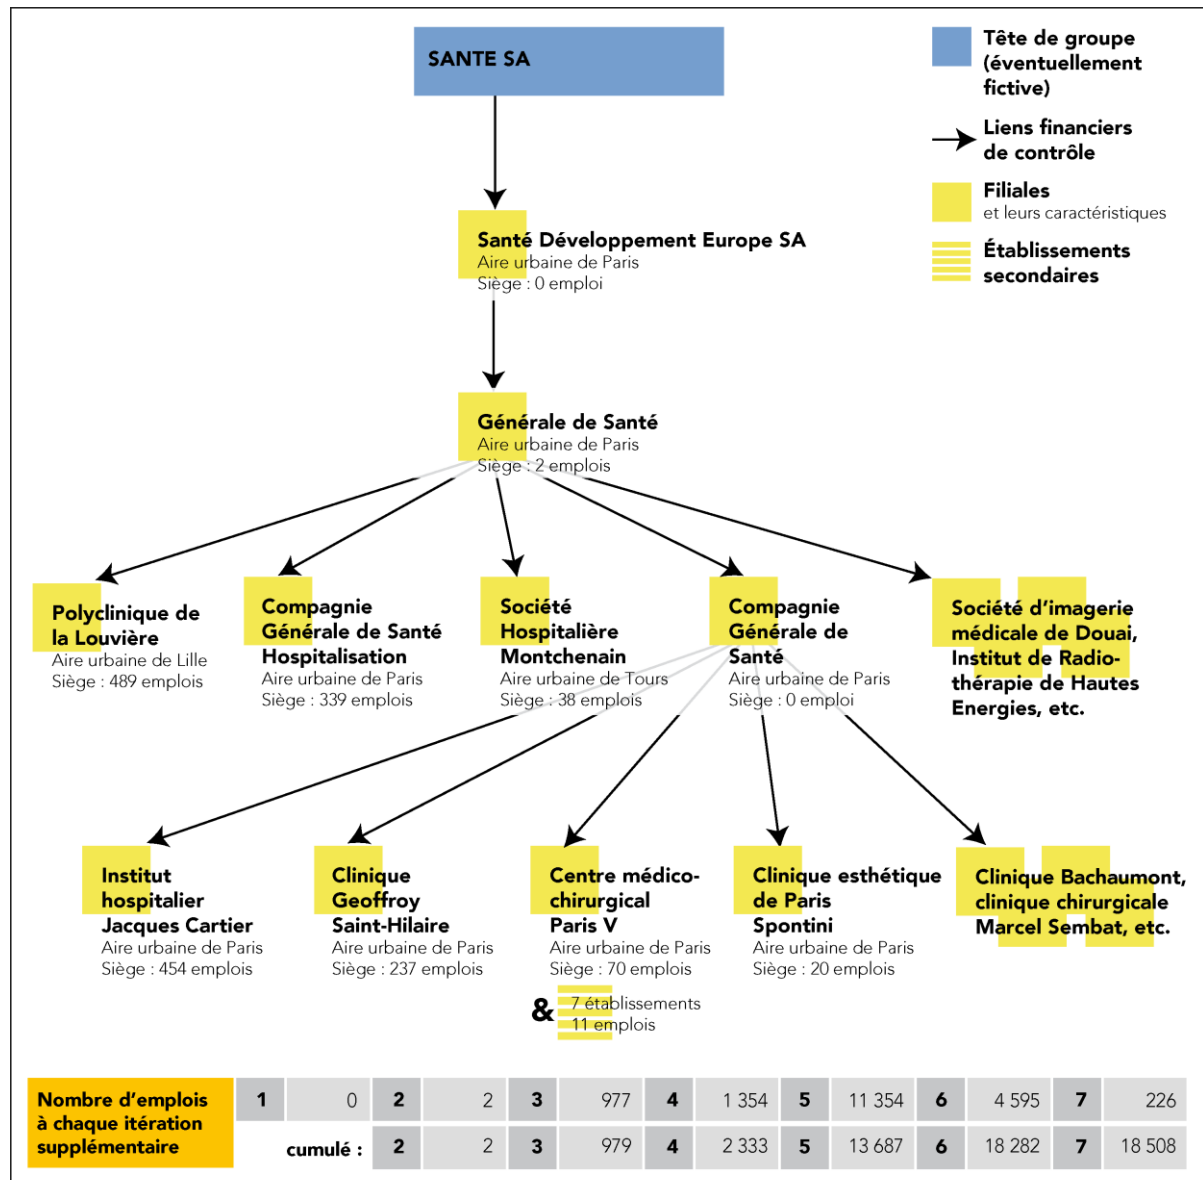 SANTE SA
Tête de groupe
(éventuellement
fictive)
Liens financiers
de contrôle
Filiales
et leurs caractéristiques
Établissements
secondaires
Santé Développement Europe SA
Aire urbaine de Paris
Siège : 0 emploi
Générale de Santé
Aire urbaine de Paris
Siège : 2 emplois
Polyclinique de
la Louvière
Aire urbaine de Lille
Siège : 489 emplois
Compagnie
Générale de Santé
Hospitalisation
Aire urbaine de Paris
Siège : 339 emplois
Société
Hospitalière
Montchenain
Aire urbaine de Tours
Siège : 38 emplois
Compagnie
Générale de
Santé
Aire urbaine de Paris
Siège : 0 emploi
Société d’imagerie
médicale de Douai,
Institut de Radio-
thérapie de Hautes
Energies, etc.
Institut
hospitalier
Jacques Cartier
Aire urbaine de Paris
Siège : 454 emplois
Clinique
Geoffroy
Saint-Hilaire
Aire urbaine de Paris
Siège : 237 emplois
Centre médico-
chirurgical
Paris V
Aire urbaine de Paris
Siège : 70 emplois
& 7 établissements
11 emplois
Clinique esthétique
de Paris
Spontini
Aire urbaine de Paris
Siège : 20 emplois
Clinique Bachaumont,
clinique chirurgicale
Marcel Sembat, etc.
Nombre d’emplois
à chaque itération
supplémentaire
1 0 2 2 3 977 4 1 354 5 11 354 6 4 595 7 226
cumulé : 2 2 3 979 4 2 333 5 13 687 6 18 282 7 18 508